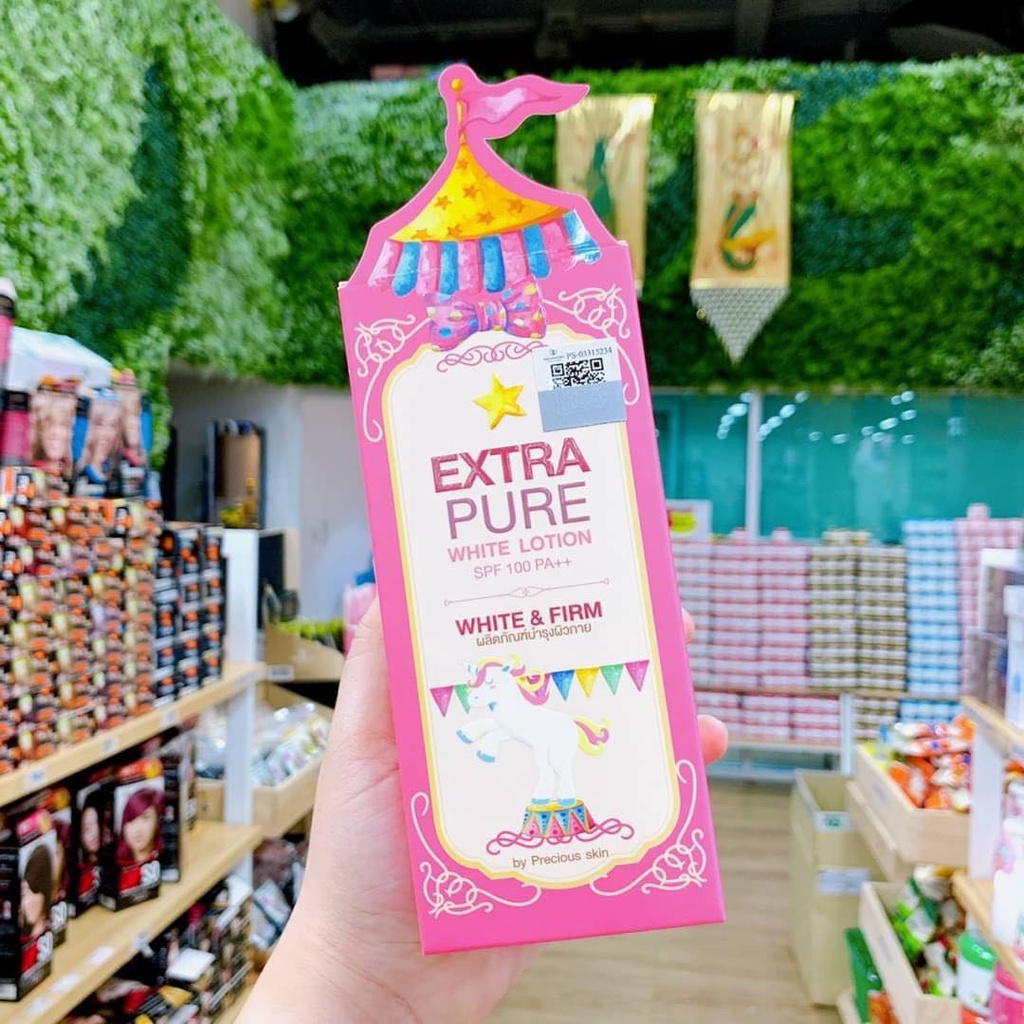 PS-03315234
EXTRA
PURE
WHITE LOTION
SPF 100 PA++
WHITE & FIRM
ผลิตภัณฑ์บำรุงผิวกาย
by Precious skin